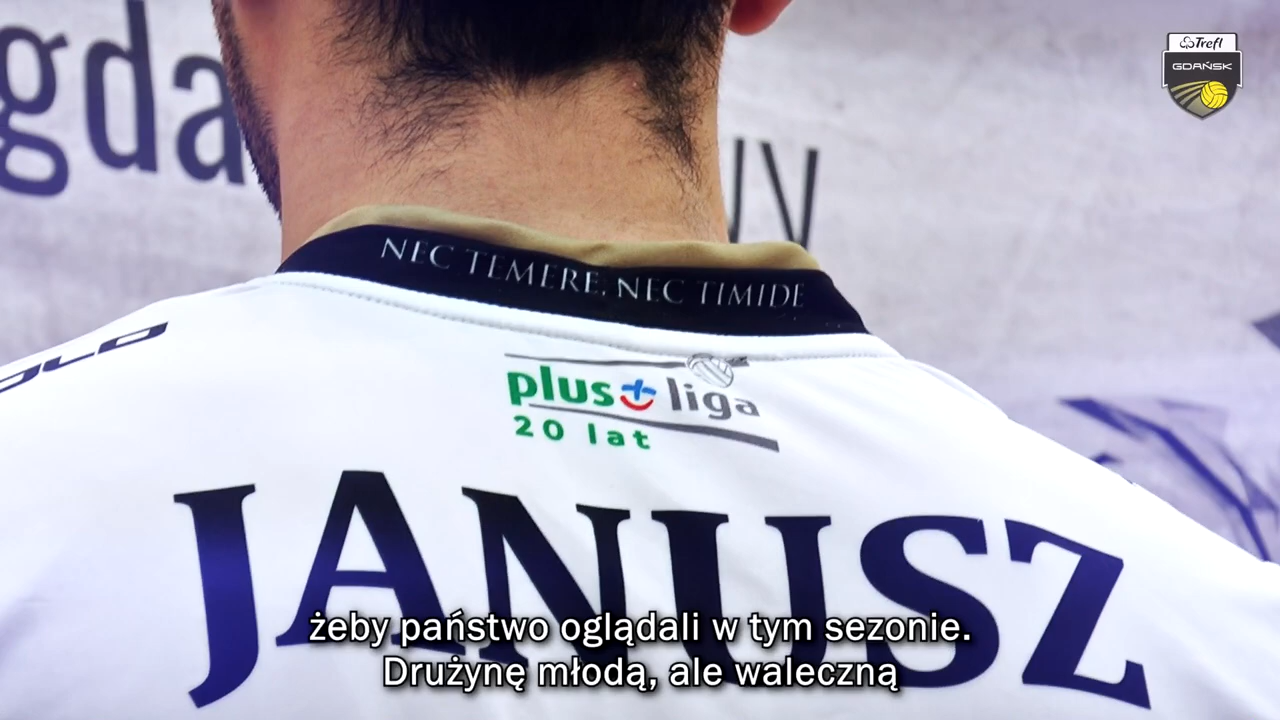 gda
Trefl
GDAŃSK
NEC TEMERE, NEC TIMIDE
plus liga
20 lat
JANUSZ
żeby państwo oglądali w tym sezonie.
Drużynę młodą, ale waleczną